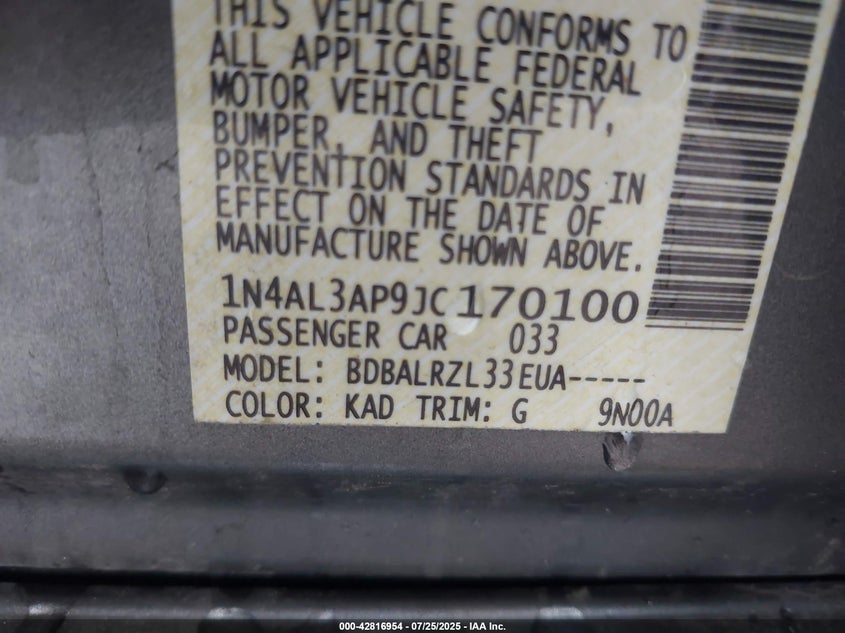 THIS VEHICLE CONFORMS TO
ALL APPLICABLE FEDERAL
MOTOR VEHICLE SAFETY,
BUMPER, AND THEFT
PREVENTION STANDARDS IN
EFFECT ON THE DATE OF
MANUFACTURE SHOWN ABOVE.
1N4AL3AP9JC170100
PASSENGER CAR 033
MODEL: BDBALRZL33EUA-----
COLOR: KAD TRIM: G 9N00A
000-42816954 - 07/25/2025 - IAA Inc.